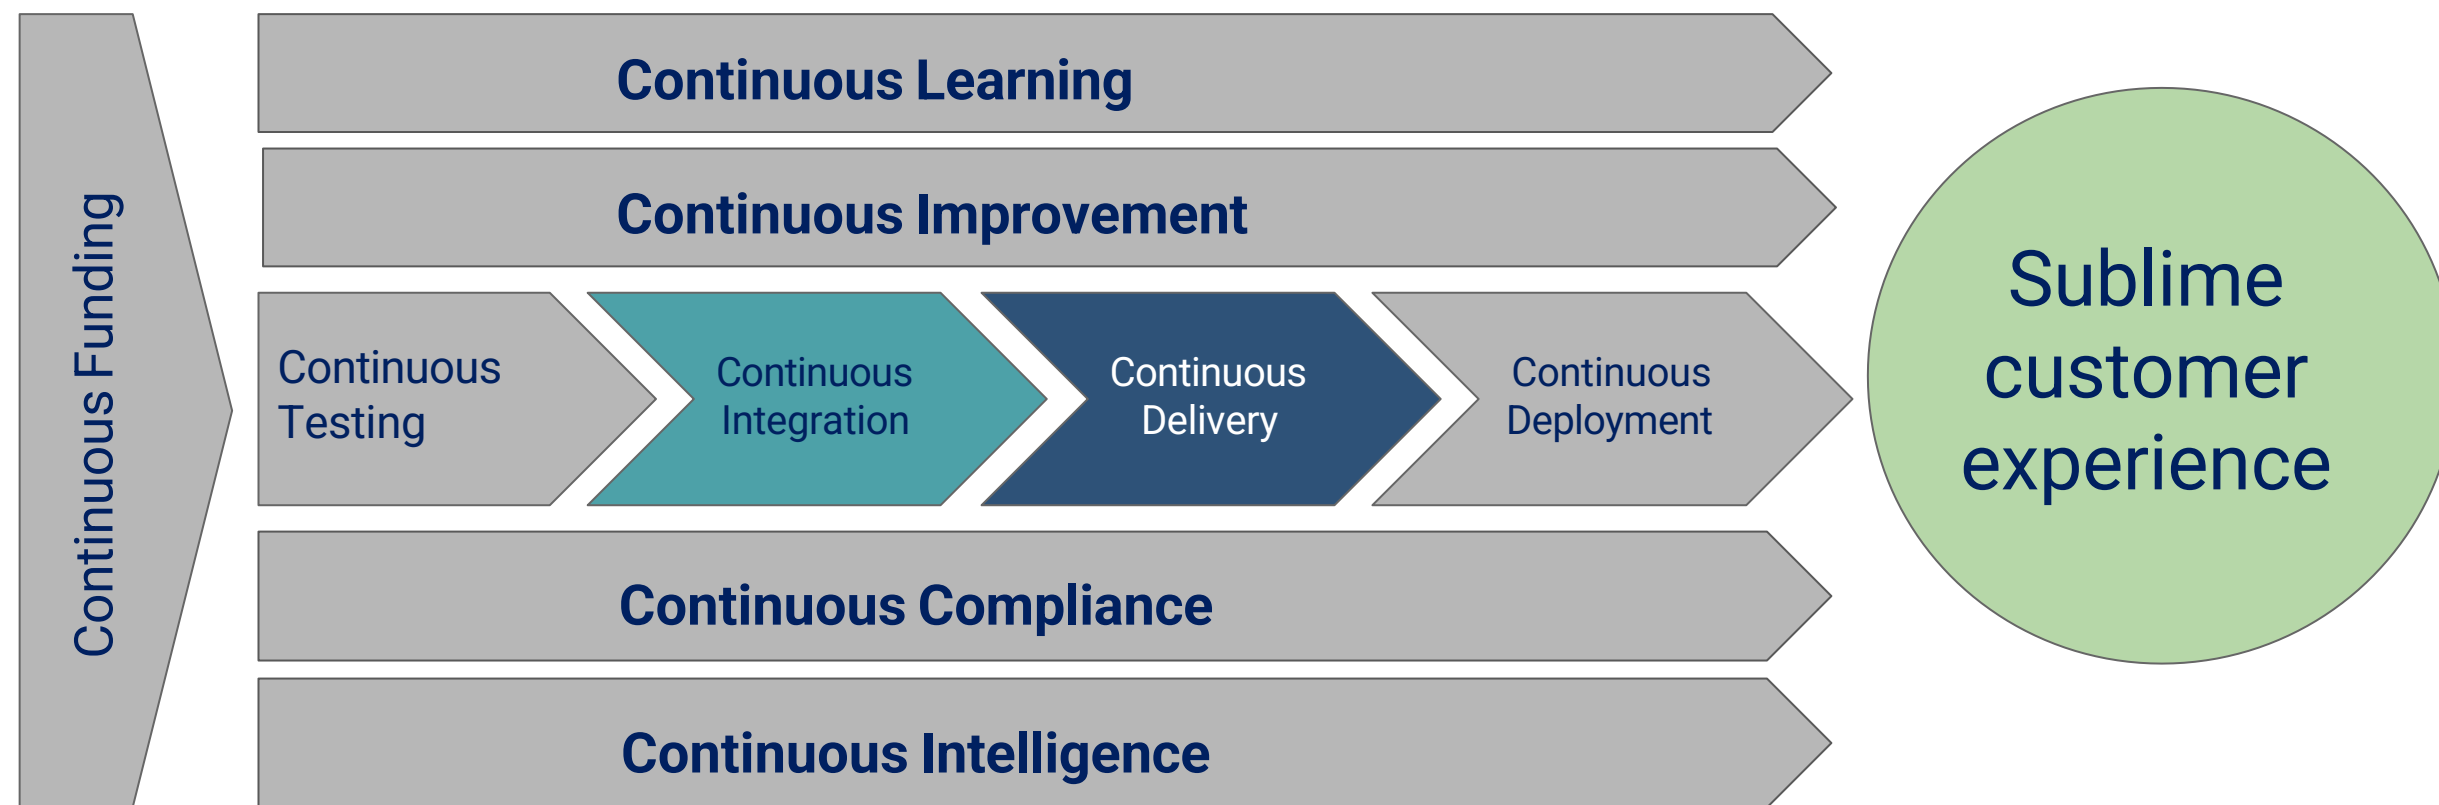 Continuous Funding
Continuous Learning
Continuous Improvement
Continuous
Testing
Continuous
Integration
Continuous
Delivery
Continuous
Deployment
Continuous Compliance
Continuous Intelligence
Sublime
customer
experience